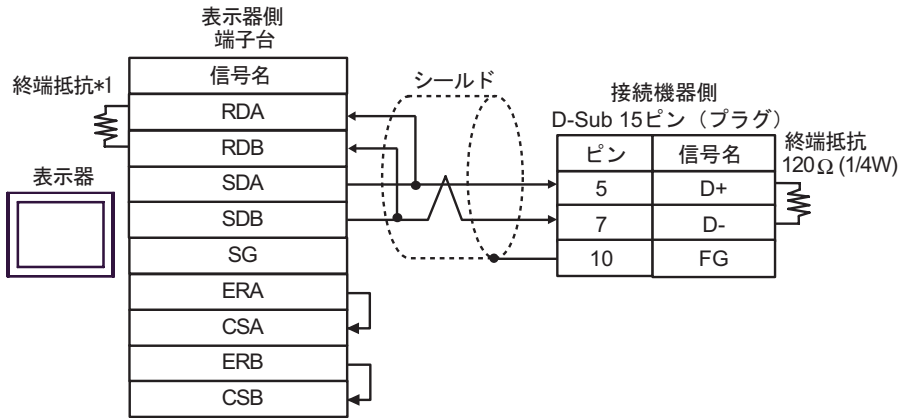 表示器側
端子台
終端抵抗*1
信号名
RDA
RDB
SDA
SDB
SG
ERA
CSA
ERB
CSB
表示器
シールド
接続機器側
D-Sub 15ピン（プラグ）
ピン 信号名
5 D+
7 D-
10 FG
終端抵抗
120Ω (1/4W)